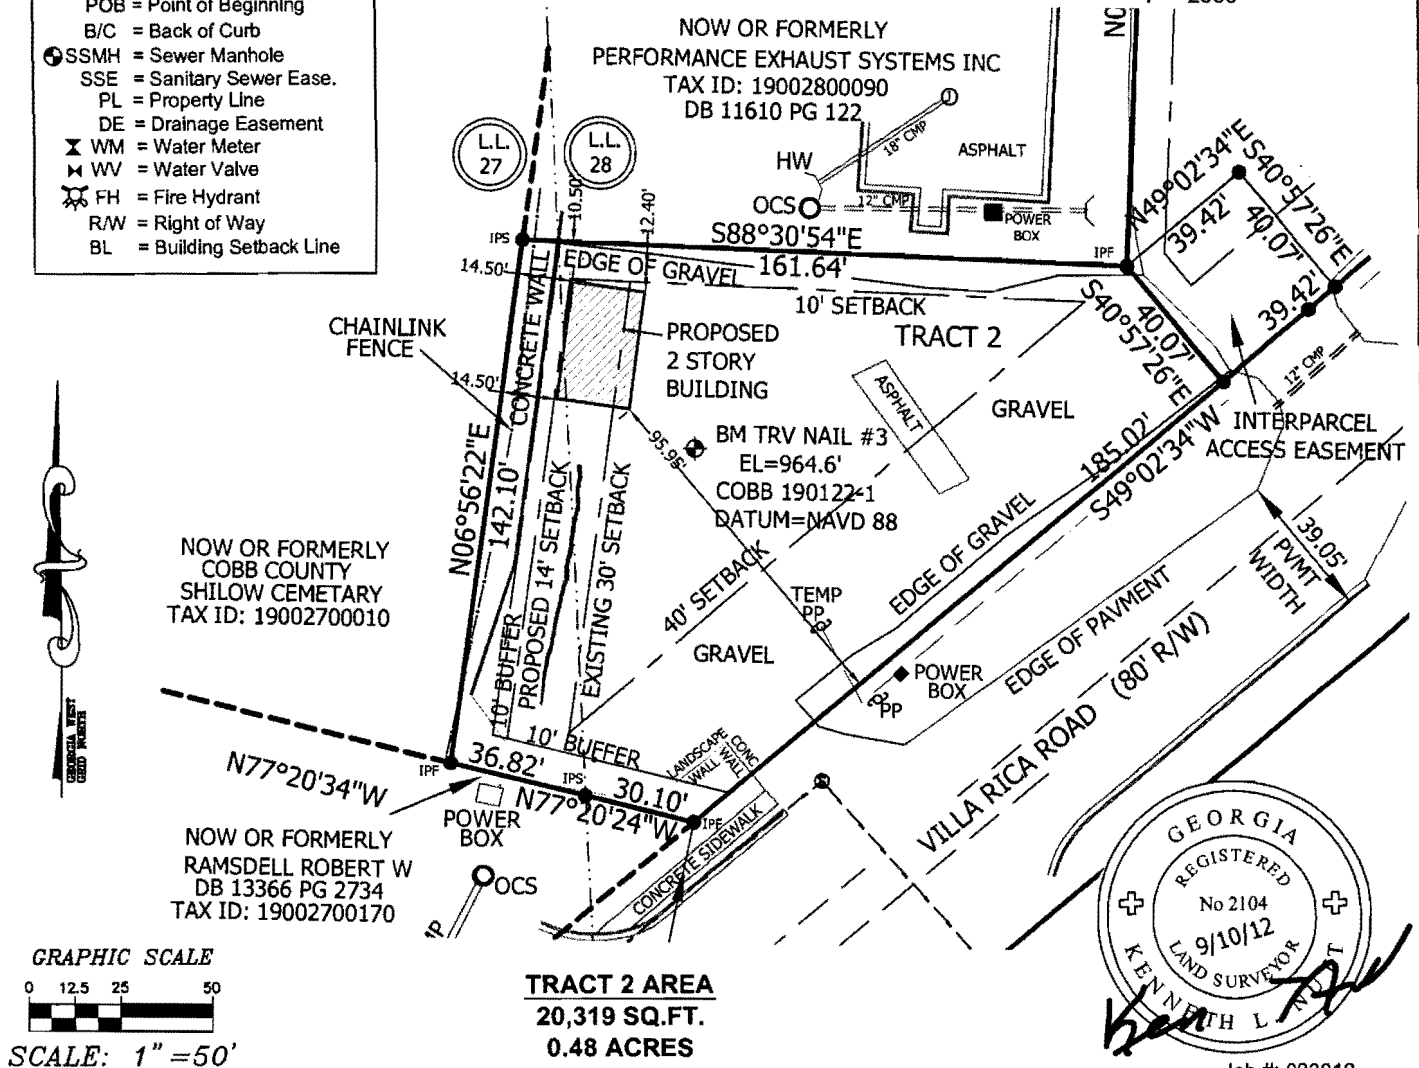 POB = Point of Beginning
B/C = Back of Curb
SSMH = Sewer Manhole
SSE = Sanitary Sewer Ease.
PL = Property Line
DE = Drainage Easement
WM = Water Meter
WV = Water Valve
FH = Fire Hydrant
R/W = Right of Way
BL = Building Setback Line
NOW OR FORMERLY
PERFORMANCE EXHAUST SYSTEMS INC
TAX ID: 19002800090
DB 11610 PG 122
L.L.
27
L.L.
28
J
18" CMP
ASPHALT
HW
OCS
12" CMP
POWER
BOX
10.50'
12.40'
IPS
S88°30'54"E
161.64'
IPF
N49°02'34"E
39.42'
S40°57'26"E
40.07'
39.42'
14.50'
EDGE OF GRAVEL
10' SETBACK
S40°57'26"E
40.07'
CHAINLINK
FENCE
CONCRETE WALL
PROPOSED
2 STORY
BUILDING
TRACT 2
14.50'
ASPHALT
GRAVEL
12" CMP
INTERPARCEL
ACCESS EASEMENT
95.95'
BM TRV NAIL #3
EL=964.6'
COBB 190122-1
DATUM=NAVD 88
185.02'
S49°02'34"W
N06°56'22"E
142.10'
10' BUFFER
PROPOSED 14' SETBACK
EXISTING 30' SETBACK
40' SETBACK
EDGE OF GRAVEL
39.05'
PVMT
WIDTH
NOW OR FORMERLY
COBB COUNTY
SHILOW CEMETARY
TAX ID: 19002700010
TEMP
PP
GRAVEL
POWER
BOX
PP
EDGE OF PAVMENT
VILLA RICA ROAD (80' R/W)
GEORGIA WEST
GRID NORTH
10' BUFFER
LANDSCAPE
WALL
CONC
WALL
N77°20'34"W
IPF
36.82'
IPS
30.10'
N77°20'24"W
IPF
POWER
BOX
CONCRETE SIDEWALK
NOW OR FORMERLY
RAMSDELL ROBERT W
DB 13366 PG 2734
TAX ID: 19002700170
OCS
GEORGIA
REGISTERED
No 2104
9/10/12
LAND SURVEYOR
KENNETH L. NUTT
GRAPHIC SCALE
0 12.5 25 50
SCALE: 1"=50'
TRACT 2 AREA
20,319 SQ.FT.
0.48 ACRES